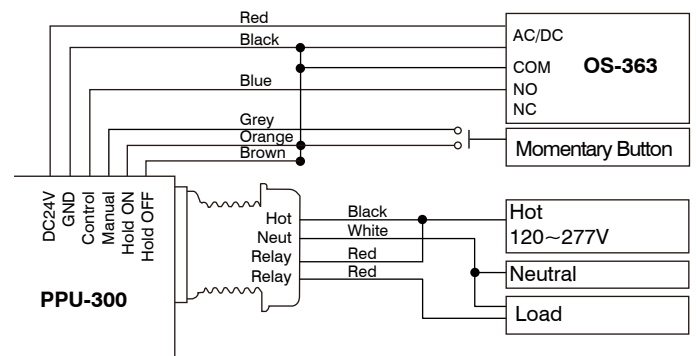 Red
AC/DC
Black
COM
OS-363
Blue
NO
NC
Grey
Orange
Momentary Button
Brown
DC24V
GND
Control
Manual
Hold ON
Hold OFF
Hot
Black
Hot
120~277V
Neut
White
Relay
Red
Neutral
Relay
Red
PPU-300
Load